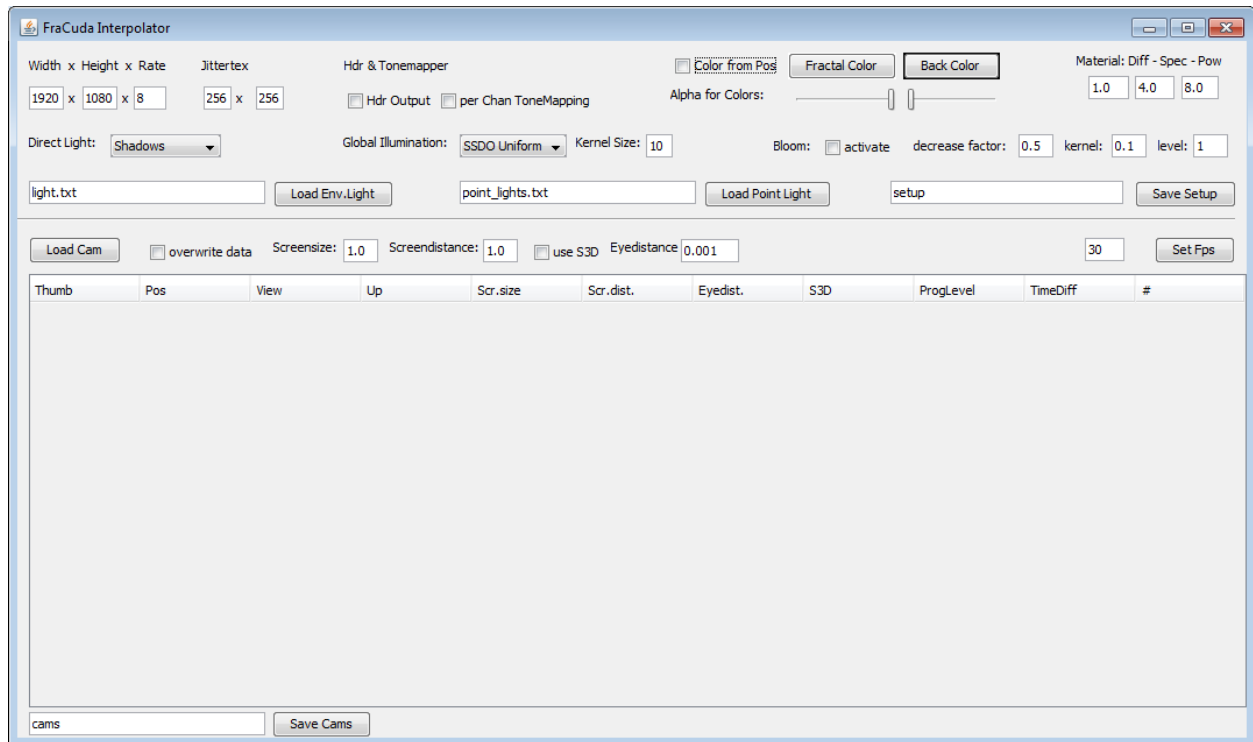 FraCuda Interpolator
Width x Height x Rate Jittertex Hdr & Tonemapper Color from Pos Fractal Color Back Color Material: Diff - Spec - Pow
1920 x 1080 x 8 256 x 256 Hdr Output per Chan ToneMapping Alpha for Colors: 1.0 4.0 8.0
Direct Light: Shadows Global Illumination: SSDO Uniform Kernel Size: 10 Bloom: activate decrease factor: 0.5 kernel: 0.1 level: 1
light.txt Load Env.Light point_lights.txt Load Point Light setup Save Setup
Load Cam overwrite data Screensize: 1.0 Screendistance: 1.0 use S3D Eyedistance 0.001 30 Set Fps
Thumb Pos View Up Scr.size Scr.dist. Eyedist. S3D ProgLevel TimeDiff #
cams Save Cams